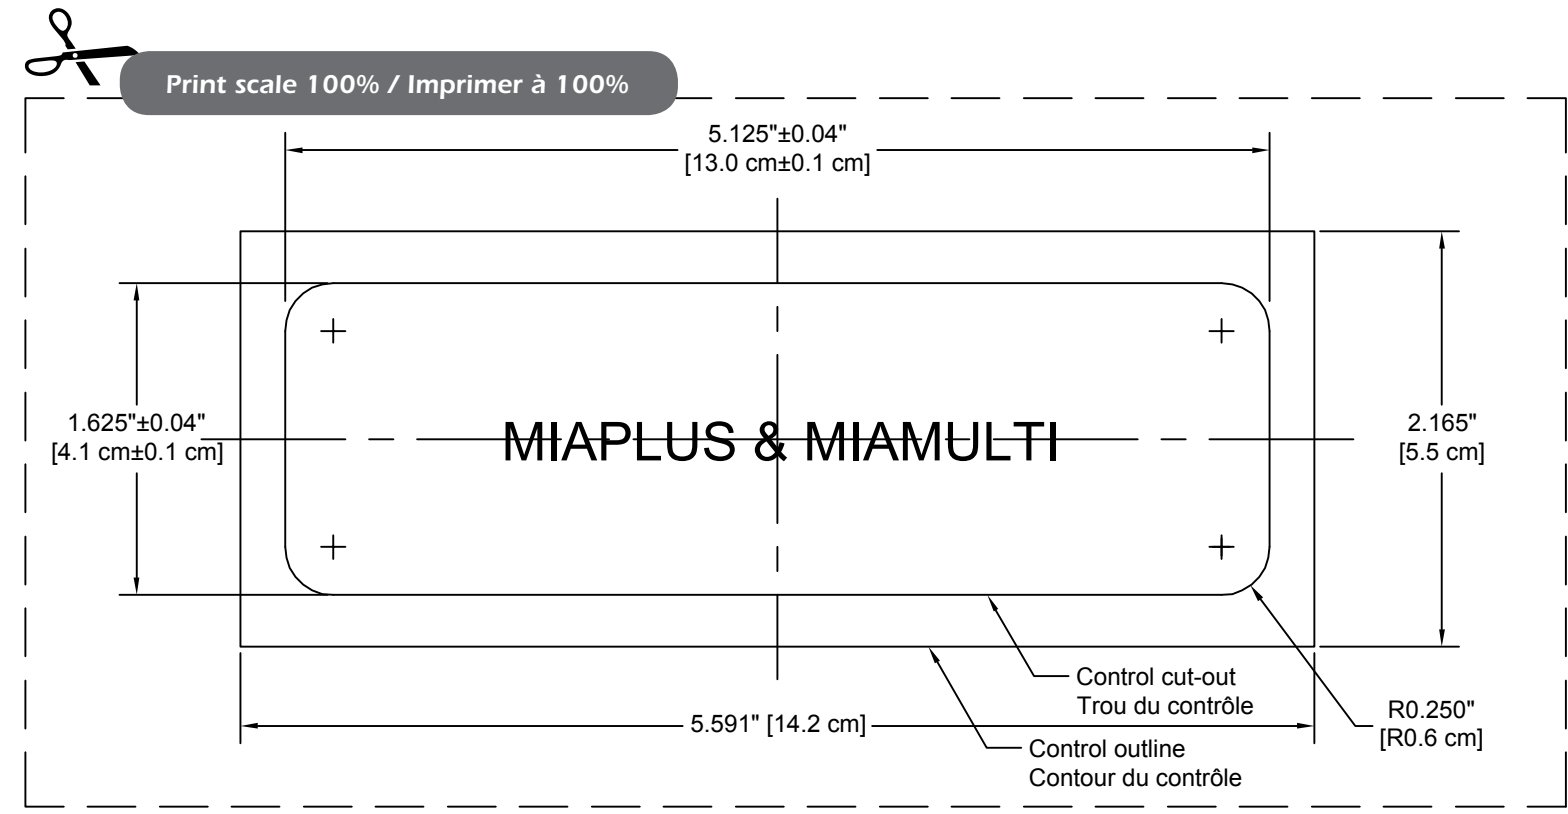 Print scale 100% / Imprimer à 100%
5.125"±0.04"
[13.0 cm±0.1 cm]
1.625"±0.04"
[4.1 cm±0.1 cm]
MIAPLUS & MIAMULTI
2.165"
[5.5 cm]
Control cut-out
Trou du contrôle
5.591" [14.2 cm]
R0.250"
[R0.6 cm]
Control outline
Contour du contrôle